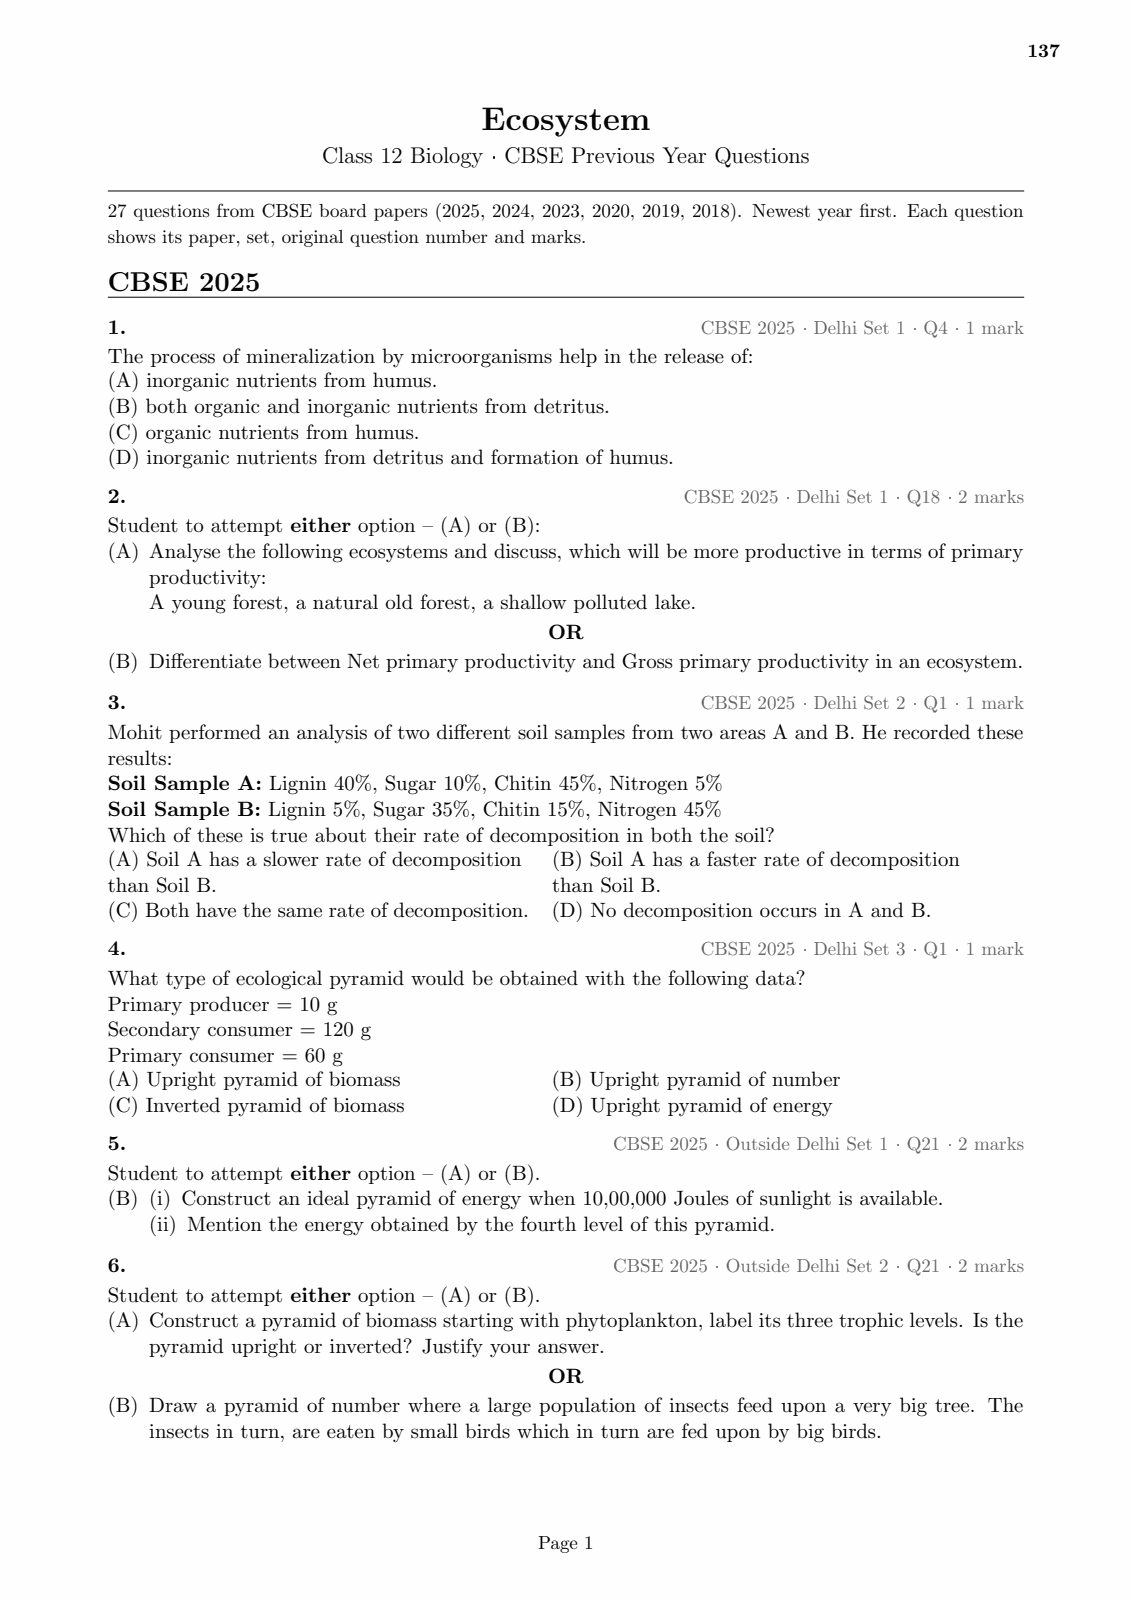 137
Ecosystem
Class 12 Biology · CBSE Previous Year Questions
27 questions from CBSE board papers (2025, 2024, 2023, 2020, 2019, 2018). Newest year first. Each question
shows its paper, set, original question number and marks.
CBSE 2025
1. CBSE 2025 · Delhi Set 1 · Q4 · 1 mark
The process of mineralization by microorganisms help in the release of:
(A) inorganic nutrients from humus.
(B) both organic and inorganic nutrients from detritus.
(C) organic nutrients from humus.
(D) inorganic nutrients from detritus and formation of humus.
2. CBSE 2025 · Delhi Set 1 · Q18 · 2 marks
Student to attempt either option – (A) or (B):
(A) Analyse the following ecosystems and discuss, which will be more productive in terms of primary
productivity:
A young forest, a natural old forest, a shallow polluted lake.
OR
(B) Differentiate between Net primary productivity and Gross primary productivity in an ecosystem.
3. CBSE 2025 · Delhi Set 2 · Q1 · 1 mark
Mohit performed an analysis of two different soil samples from two areas A and B. He recorded these
results:
Soil Sample A: Lignin 40%, Sugar 10%, Chitin 45%, Nitrogen 5%
Soil Sample B: Lignin 5%, Sugar 35%, Chitin 15%, Nitrogen 45%
Which of these is true about their rate of decomposition in both the soil?
(A) Soil A has a slower rate of decomposition
than Soil B.
(B) Soil A has a faster rate of decomposition
than Soil B.
(C) Both have the same rate of decomposition. (D) No decomposition occurs in A and B.
4. CBSE 2025 · Delhi Set 3 · Q1 · 1 mark
What type of ecological pyramid would be obtained with the following data?
Primary producer = 10 g
Secondary consumer = 120 g
Primary consumer = 60 g
(A) Upright pyramid of biomass (B) Upright pyramid of number
(C) Inverted pyramid of biomass (D) Upright pyramid of energy
5. CBSE 2025 · Outside Delhi Set 1 · Q21 · 2 marks
Student to attempt either option – (A) or (B).
(B) (i) Construct an ideal pyramid of energy when 10,00,000 Joules of sunlight is available.
(ii) Mention the energy obtained by the fourth level of this pyramid.
6. CBSE 2025 · Outside Delhi Set 2 · Q21 · 2 marks
Student to attempt either option – (A) or (B).
(A) Construct a pyramid of biomass starting with phytoplankton, label its three trophic levels. Is the
pyramid upright or inverted? Justify your answer.
OR
(B) Draw a pyramid of number where a large population of insects feed upon a very big tree. The
insects in turn, are eaten by small birds which in turn are fed upon by big birds.
Page 1